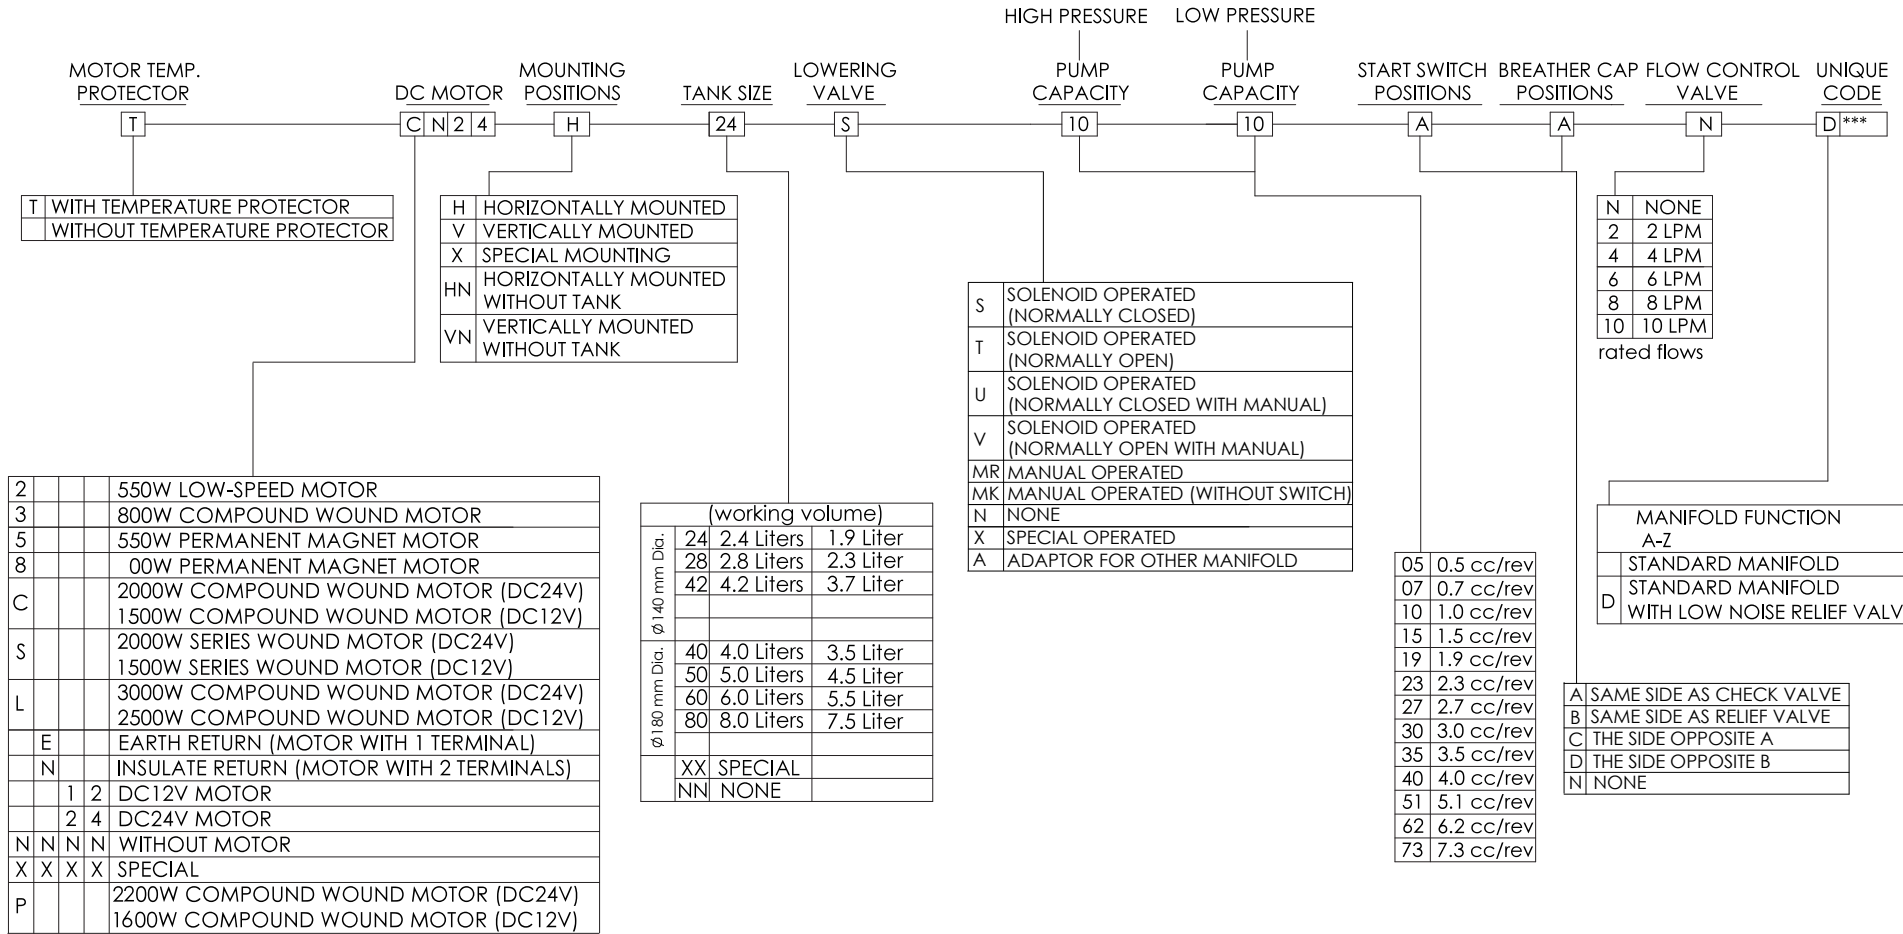 HIGH PRESSURE LOW PRESSURE
MOTOR TEMP.
PROTECTOR
DC MOTOR
MOUNTING
POSITIONS
TANK SIZE
LOWERING
VALVE
PUMP
CAPACITY
PUMP
CAPACITY
START SWITCH
POSITIONS
BREATHER CAP
POSITIONS
FLOW CONTROL
VALVE
UNIQUE
CODE
T C N 2 4 H 24 S 10 10 A A N D ***
T WITH TEMPERATURE PROTECTOR
WITHOUT TEMPERATURE PROTECTOR
H HORIZONTALLY MOUNTED
V VERTICALLY MOUNTED
X SPECIAL MOUNTING
HN HORIZONTALLY MOUNTED
WITHOUT TANK
VN VERTICALLY MOUNTED
WITHOUT TANK
N NONE
2 2 LPM
4 4 LPM
6 6 LPM
8 8 LPM
10 10 LPM
rated flows
S SOLENOID OPERATED
(NORMALLY CLOSED)
T SOLENOID OPERATED
(NORMALLY OPEN)
U SOLENOID OPERATED
(NORMALLY CLOSED WITH MANUAL)
V SOLENOID OPERATED
(NORMALLY OPEN WITH MANUAL)
MR MANUAL OPERATED
MK MANUAL OPERATED (WITHOUT SWITCH)
N NONE
X SPECIAL OPERATED
A ADAPTOR FOR OTHER MANIFOLD
2 550W LOW-SPEED MOTOR
3 800W COMPOUND WOUND MOTOR
5 550W PERMANENT MAGNET MOTOR
8 00W PERMANENT MAGNET MOTOR
C 2000W COMPOUND WOUND MOTOR (DC24V)
1500W COMPOUND WOUND MOTOR (DC12V)
S 2000W SERIES WOUND MOTOR (DC24V)
1500W SERIES WOUND MOTOR (DC12V)
L 3000W COMPOUND WOUND MOTOR (DC24V)
2500W COMPOUND WOUND MOTOR (DC12V)
E EARTH RETURN (MOTOR WITH 1 TERMINAL)
N INSULATE RETURN (MOTOR WITH 2 TERMINALS)
1 2 DC12V MOTOR
2 4 DC24V MOTOR
N N N N WITHOUT MOTOR
X X X X SPECIAL
P 2200W COMPOUND WOUND MOTOR (DC24V)
1600W COMPOUND WOUND MOTOR (DC12V)
(working volume)
Ø140 mm Dia.
24 2.4 Liters 1.9 Liter
28 2.8 Liters 2.3 Liter
42 4.2 Liters 3.7 Liter
Ø180 mm Dia.
40 4.0 Liters 3.5 Liter
50 5.0 Liters 4.5 Liter
60 6.0 Liters 5.5 Liter
80 8.0 Liters 7.5 Liter
XX SPECIAL
NN NONE
05 0.5 cc/rev
07 0.7 cc/rev
10 1.0 cc/rev
15 1.5 cc/rev
19 1.9 cc/rev
23 2.3 cc/rev
27 2.7 cc/rev
30 3.0 cc/rev
35 3.5 cc/rev
40 4.0 cc/rev
51 5.1 cc/rev
62 6.2 cc/rev
73 7.3 cc/rev
MANIFOLD FUNCTION
A-Z
STANDARD MANIFOLD
D STANDARD MANIFOLD
WITH LOW NOISE RELIEF VALV
A SAME SIDE AS CHECK VALVE
B SAME SIDE AS RELIEF VALVE
C THE SIDE OPPOSITE A
D THE SIDE OPPOSITE B
N NONE